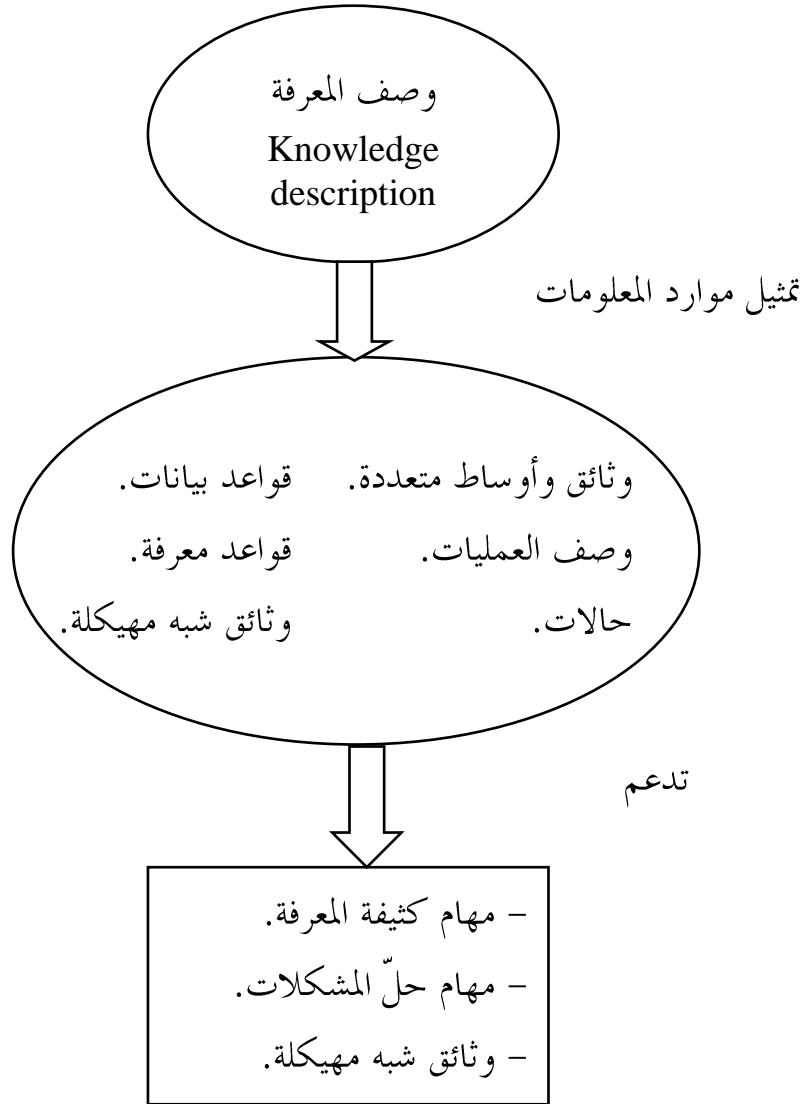 وصف المعرفة
Knowledge
description
تمثيل موارد المعلومات
وثائق وأوساط متعددة. قواعد بيانات.
وصف العمليات. قواعد معرفة.
حالات. وثائق شبه مهيكلة.
تدعم
– مهام كثيفة المعرفة.
– مهام حلّ المشكلات.
– وثائق شبه مهيكلة.